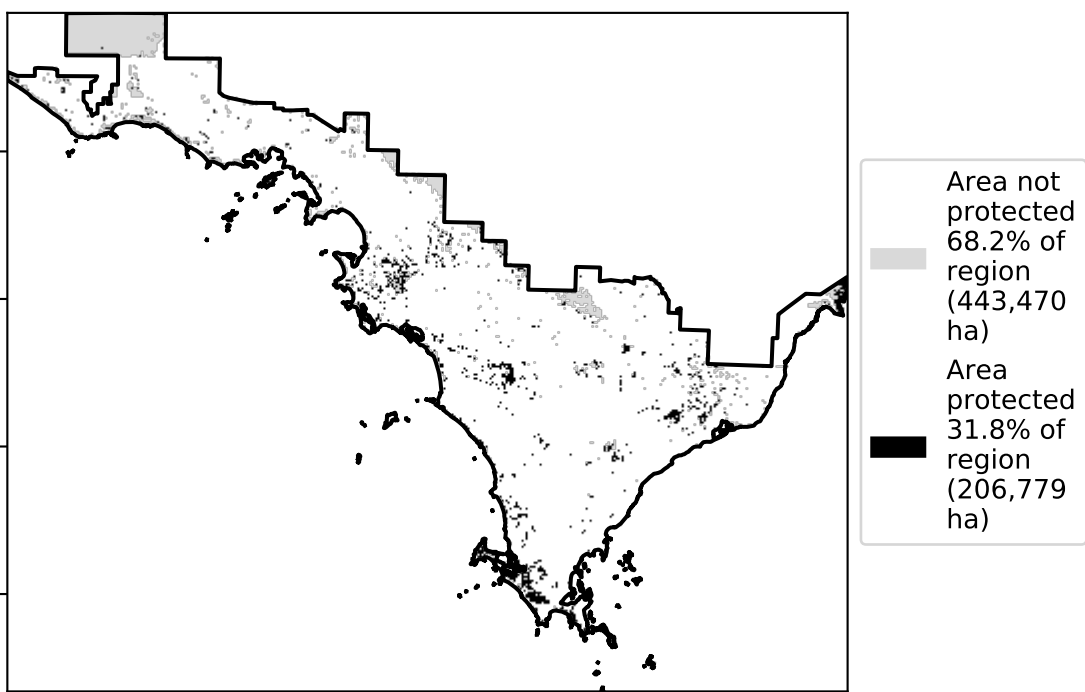 Area not
protected
68.2% of
region
(443,470
ha)
Area
protected
31.8% of
region
(206,779
ha)